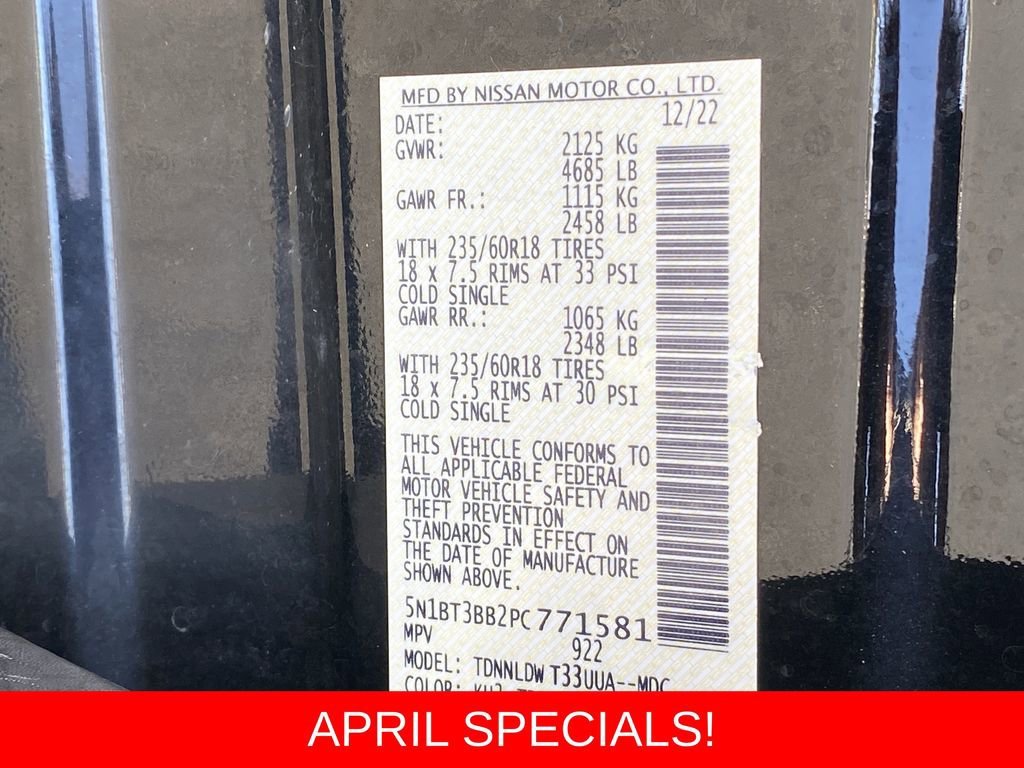 MFD BY NISSAN MOTOR CO., LTD.
DATE: 12/22
GVWR: 2125 KG
4685 LB
GAWR FR.: 1115 KG
2458 LB
WITH 235/60R18 TIRES
18 X 7.5 RIMS AT 33 PSI
COLD SINGLE
GAWR RR.: 1065 KG
2348 LB
WITH 235/60R18 TIRES
18 X 7.5 RIMS AT 30 PSI
COLD SINGLE
THIS VEHICLE CONFORMS TO
ALL APPLICABLE FEDERAL
MOTOR VEHICLE SAFETY AND
THEFT PREVENTION
STANDARDS IN EFFECT ON
THE DATE OF MANUFACTURE
SHOWN ABOVE.
5N1BT3BB2PC771581
MPV 922
MODEL: TDNNLDW T33UUA--MDC
COLOR:
APRIL SPECIALS!